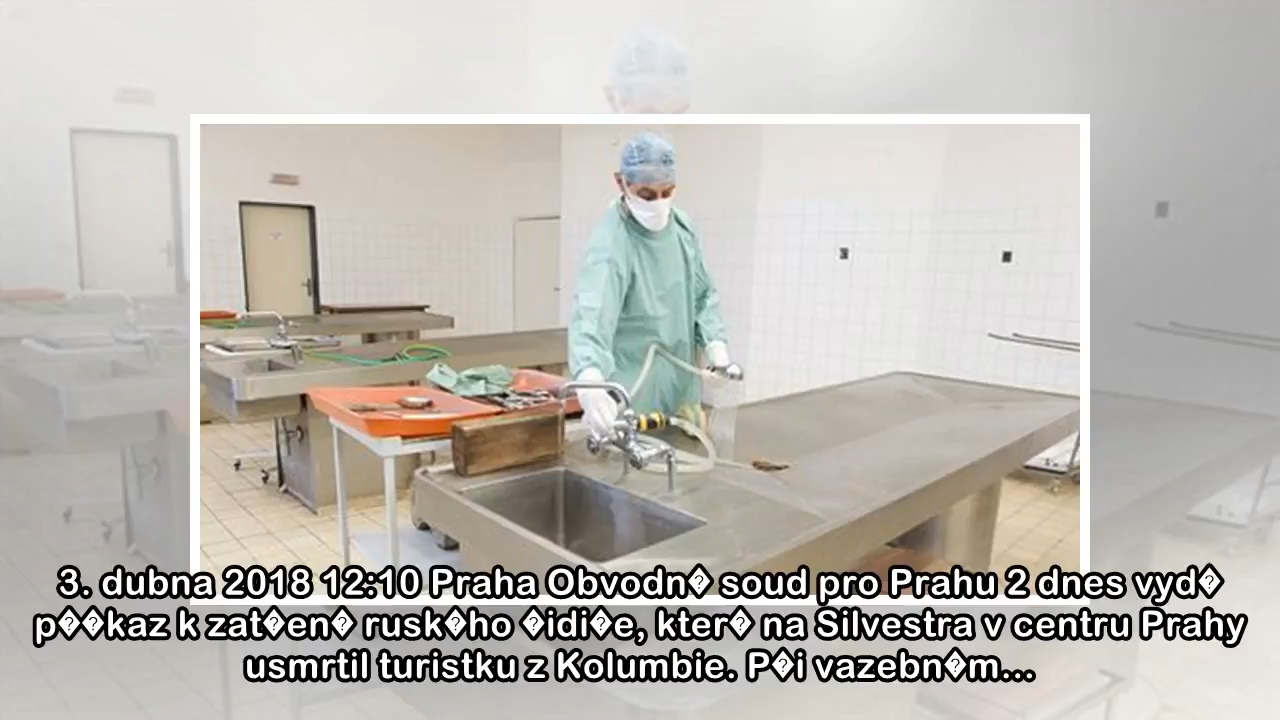 3. dubna 2018 12:10 Praha Obvodn� soud pro Prahu 2 dnes vyd�
p��kaz k zat�en� rusk�ho �idi�e, kter� na Silvestra v centru Prahy
usmrtil turistku z Kolumbie. P�i vazebn�m...